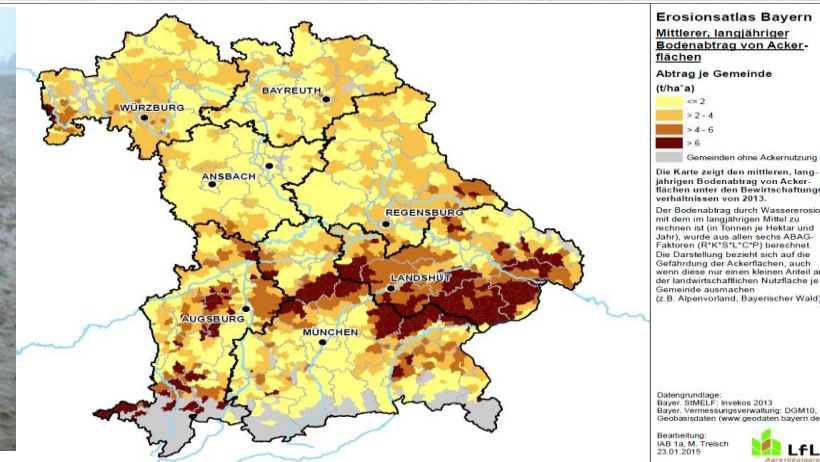 Erosionsatlas Bayern
Mittlerer, langjähriger
Bodenabtrag von Acker-
flächen
Abtrag je Gemeinde
(t/ha*a)
<= 2
> 2 - 4
> 4 - 6
> 6
Gemeinden ohne Ackernutzung
Die Karte zeigt den mittleren, lang-
jährigen Bodenabtrag von Acker-
flächen unter den Bewirtschaftungs
verhältnissen von 2013.
Der Bodenabtrag durch Wassererosio
mit dem im langjährigen Mittel zu
rechnen ist (in Tonnen je Hektar und
Jahr), wurde aus allen sechs ABAG-
Faktoren (R*K*S*L*C*P) berechnet.
Die Darstellung bezieht sich auf die
Gefährdung der Ackerflächen, auch
wenn diese nur einen kleinen Anteil an
der landwirtschaftlichen Nutzfläche je
Gemeinde ausmachen
(z.B. Alpenvorland, Bayerischer Wald)
WÜRZBURG
BAYREUTH
ANSBACH
REGENSBURG
LANDSHUT
AUGSBURG
MÜNCHEN
Datengrundlage:
Bayer. StMELF: Invekos 2013
Bayer. Vermessungsverwaltung: DGM10,
Geobasisdaten (www.geodaten.bayern.de
Bearbeitung:
IAB 1a, M. Treisch
23.01.2015
LfL
Agrarökologie